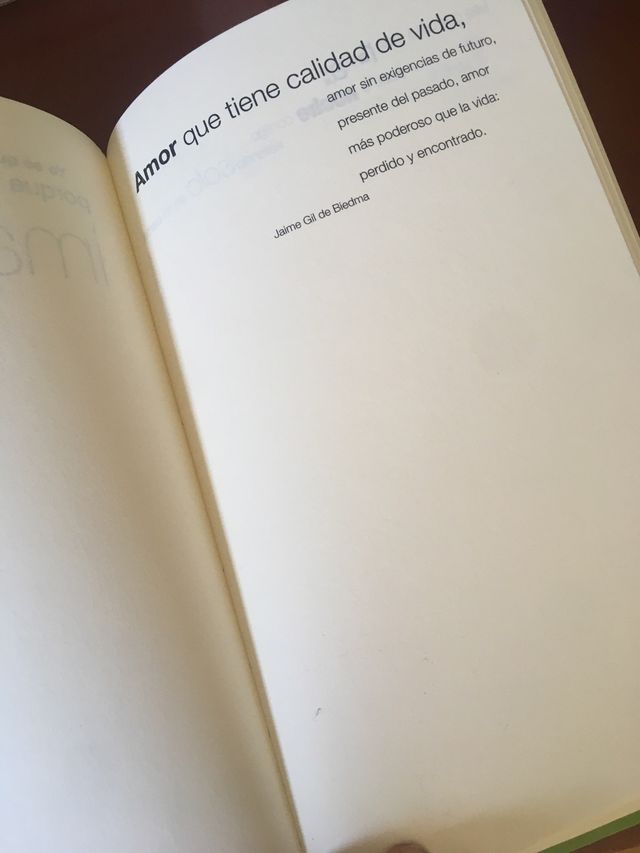 Amor que tiene calidad de vida,
amor sin exigencias de futuro,
presente del pasado, amor
más poderoso que la vida:
perdido y encontrado.
Jaime Gil de Biedma